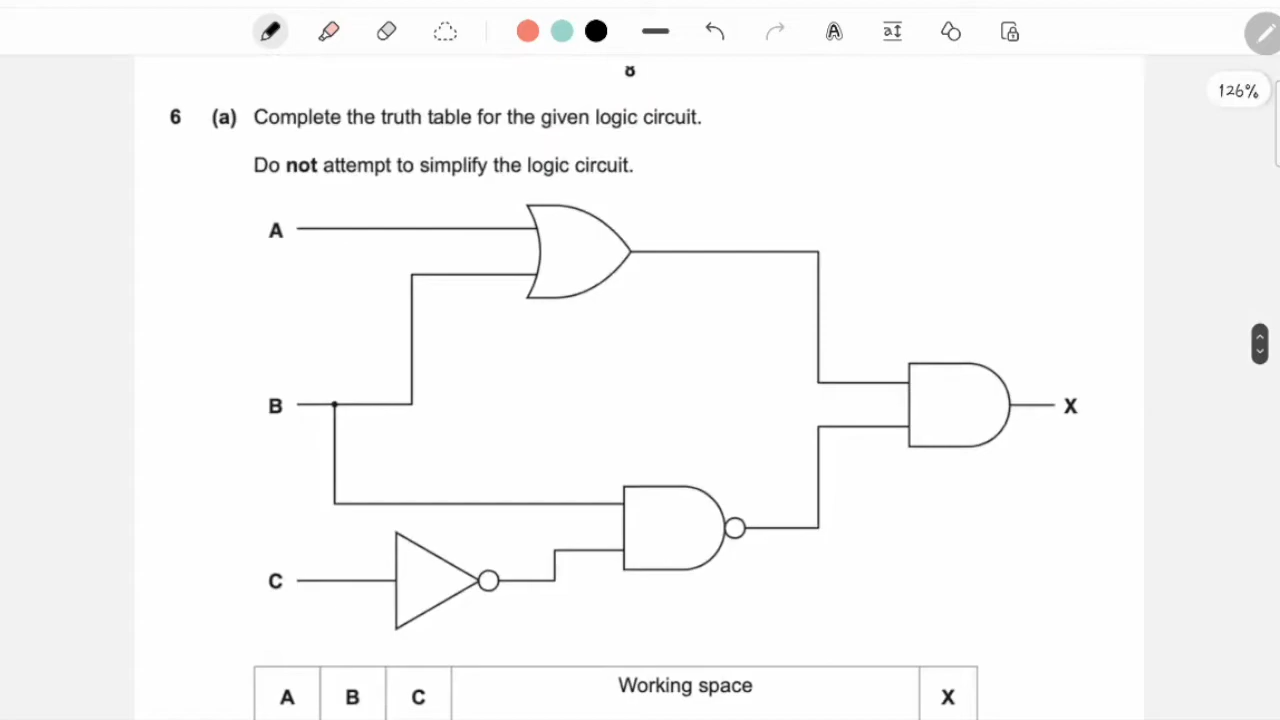 126%
8
6 (a) Complete the truth table for the given logic circuit.
Do not attempt to simplify the logic circuit.
A
B
X
C
A B C Working space X